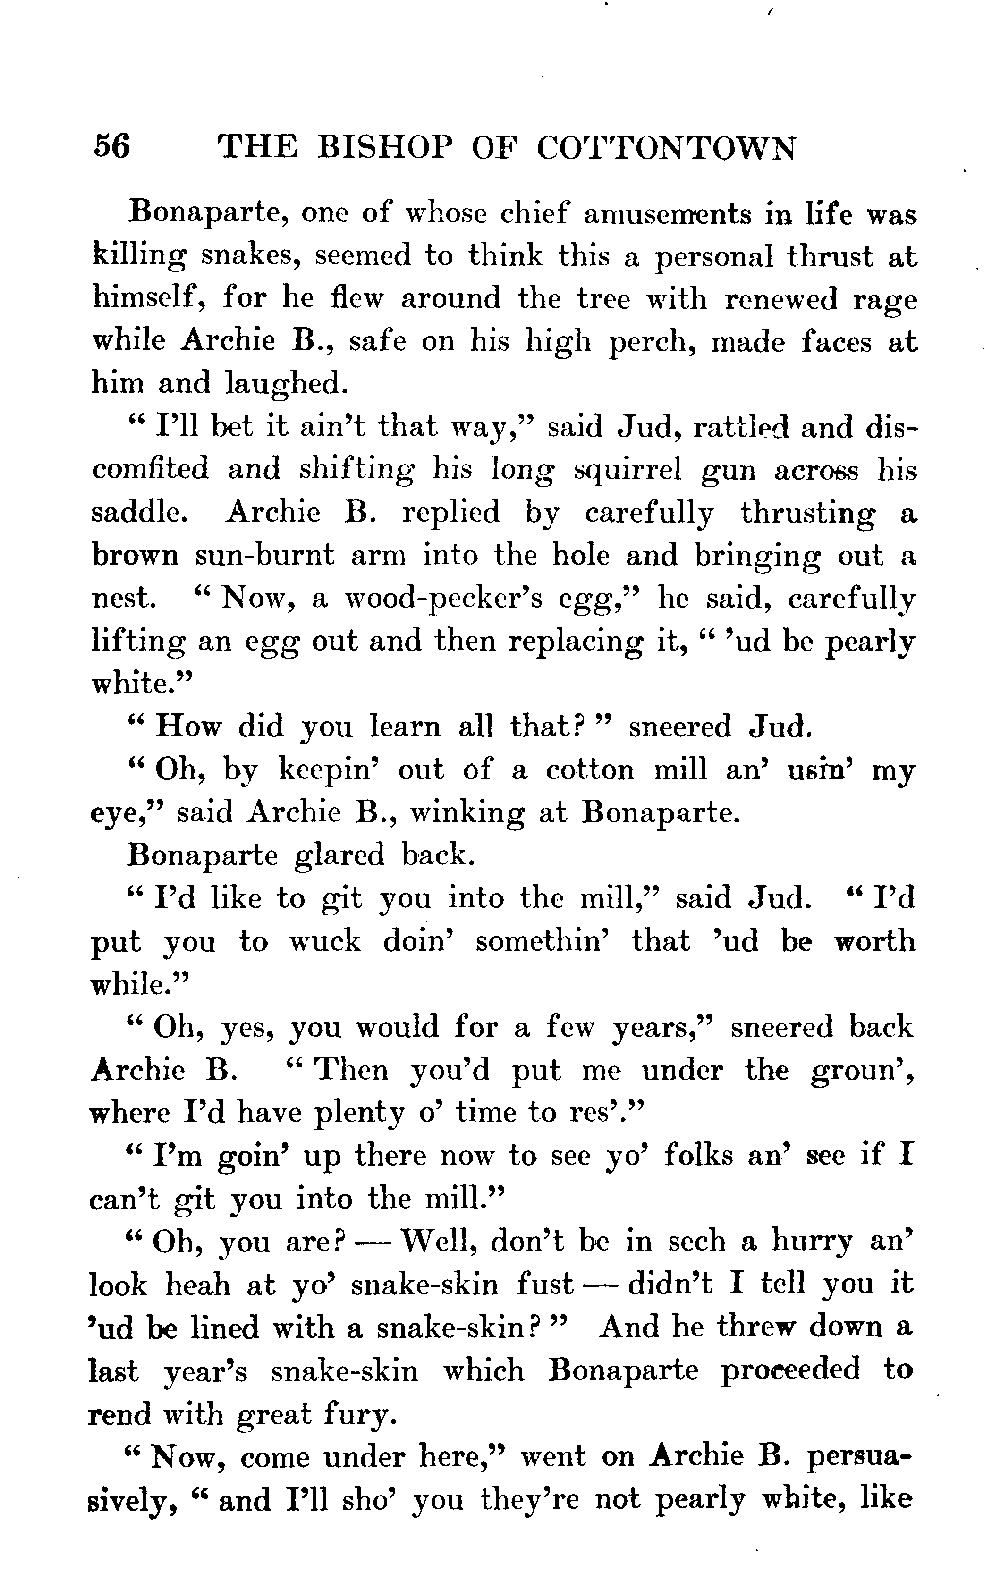 56 THE BISHOP OF COTTONTOWN
Bonaparte, one of whose chief amusements in life was
killing snakes, seemed to think this a personal thrust at
himself, for he flew around the tree with renewed rage
while Archie B., safe on his high perch, made faces at
him and laughed.
“ I’ll bet it ain’t that way,” said Jud, rattled and dis-
comfited and shifting his long squirrel gun across his
saddle. Archie B. replied by carefully thrusting a
brown sun-burnt arm into the hole and bringing out a
nest. “ Now, a wood-pecker’s egg,” he said, carefully
lifting an egg out and then replacing it, “ ’ud be pearly
white.”
“ How did you learn all that? ” sneered Jud.
“ Oh, by keepin’ out of a cotton mill an’ usin’ my
eye,” said Archie B., winking at Bonaparte.
Bonaparte glared back.
“ I’d like to git you into the mill,” said Jud. “ I’d
put you to wuck doin’ somethin’ that ’ud be worth
while.”
“ Oh, yes, you would for a few years,” sneered back
Archie B. “ Then you’d put me under the groun’,
where I’d have plenty o’ time to res’.”
“ I’m goin’ up there now to see yo’ folks an’ see if I
can’t git you into the mill.”
“ Oh, you are? — Well, don’t be in sech a hurry an’
look heah at yo’ snake-skin fust — didn’t I tell you it
’ud be lined with a snake-skin? ” And he threw down a
last year’s snake-skin which Bonaparte proceeded to
rend with great fury.
“ Now, come under here,” went on Archie B. persua-
sively, “ and I’ll sho’ you they’re not pearly white, like